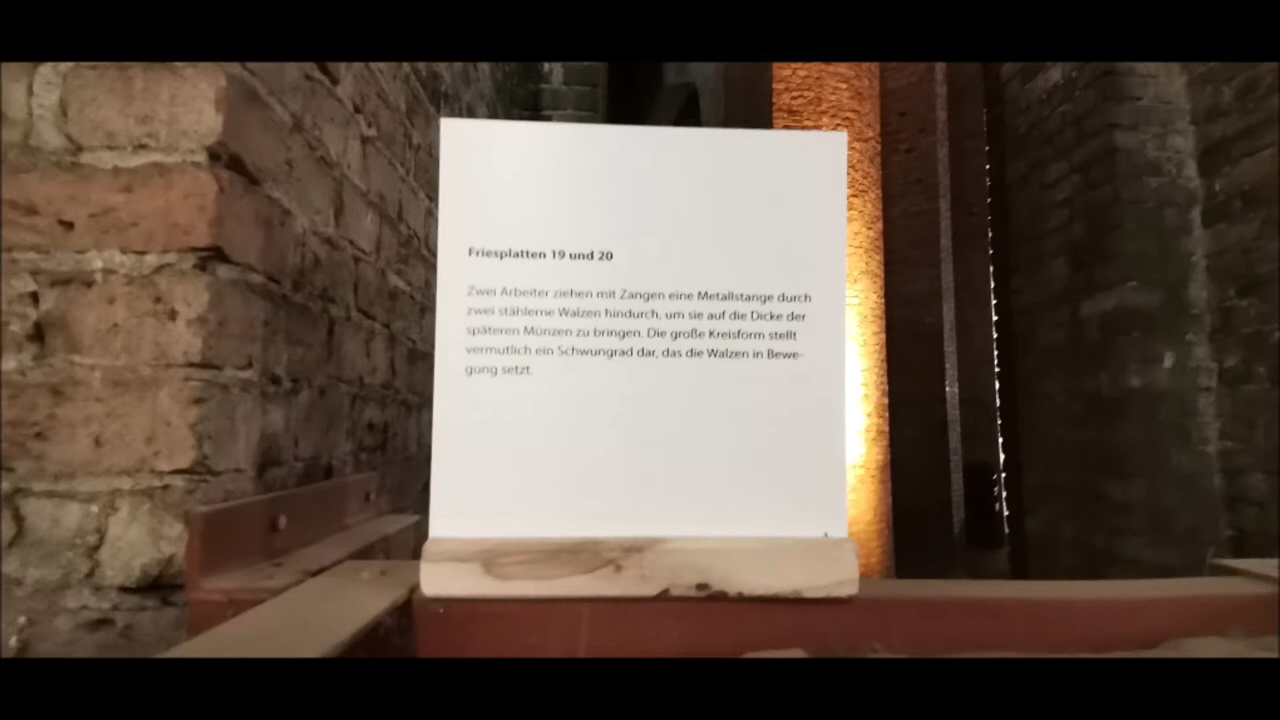 Friesplatten 19 und 20
Zwei Arbeiter ziehen mit Zangen eine Metallstange durch
zwei stählerne Walzen hindurch, um sie auf die Dicke der
späteren Münzen zu bringen. Die große Kreisform stellt
vermutlich ein Schwungrad dar, das die Walzen in Bewe-
gung setzt.